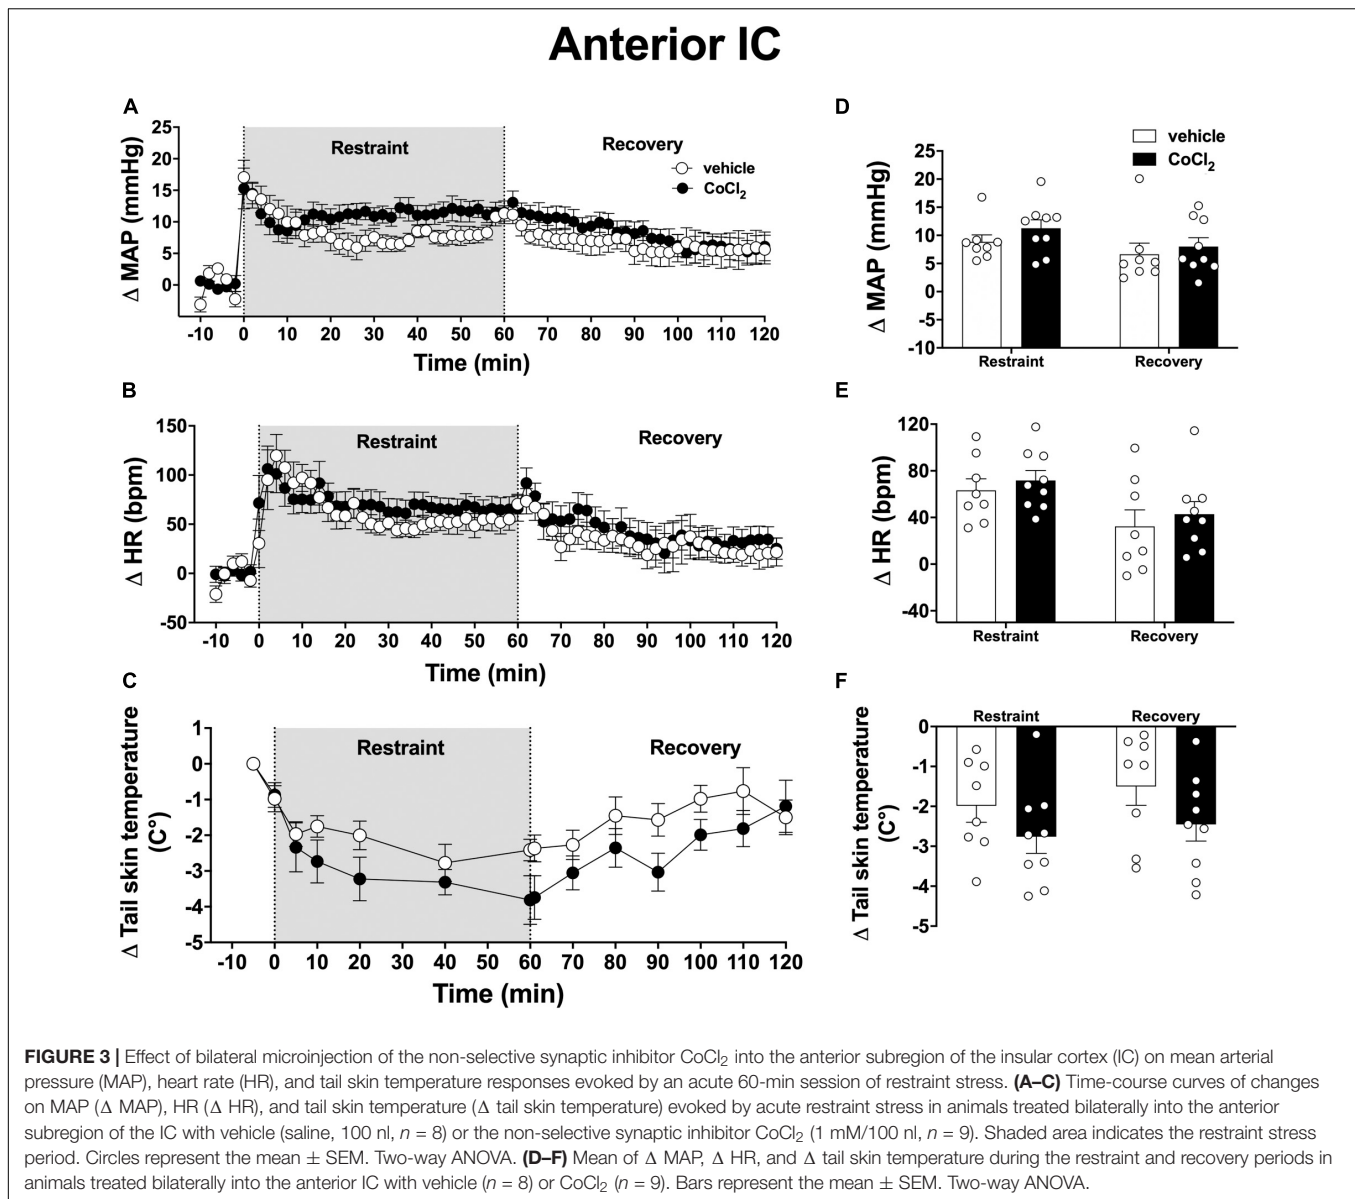 Anterior IC
A
Δ MAP (mmHg)
25
20
15
10
5
0
Restraint
Recovery
vehicle
CoCl2
-10 0 10 20 30 40 50 60 70 80 90 100 110 120
Time (min)
D
vehicle
CoCl2
Δ MAP (mmHg)
25
20
15
10
5
0
-5
-10
Restraint
Recovery
B
Δ HR (bpm)
150
100
50
0
-50
Restraint
Recovery
-10 0 10 20 30 40 50 60 70 80 90 100 110 120
Time (min)
E
Δ HR (bpm)
120
80
40
0
-40
Restraint
Recovery
C
Δ Tail skin temperature
(C°)
1
0
-1
-2
-3
-4
-5
Restraint
Recovery
-10 0 10 20 30 40 50 60 70 80 90 100 110 120
Time (min)
F
Δ Tail skin temperature
(C°)
Restraint
Recovery
0
-1
-2
-3
-4
-5
FIGURE 3 | Effect of bilateral microinjection of the non-selective synaptic inhibitor CoCl2 into the anterior subregion of the insular cortex (IC) on mean arterial
pressure (MAP), heart rate (HR), and tail skin temperature responses evoked by an acute 60-min session of restraint stress. (A–C) Time-course curves of changes
on MAP (Δ MAP), HR (Δ HR), and tail skin temperature (Δ tail skin temperature) evoked by acute restraint stress in animals treated bilaterally into the anterior
subregion of the IC with vehicle (saline, 100 nl, n = 8) or the non-selective synaptic inhibitor CoCl2 (1 mM/100 nl, n = 9). Shaded area indicates the restraint stress
period. Circles represent the mean ± SEM. Two-way ANOVA. (D–F) Mean of Δ MAP, Δ HR, and Δ tail skin temperature during the restraint and recovery periods in
animals treated bilaterally into the anterior IC with vehicle (n = 8) or CoCl2 (n = 9). Bars represent the mean ± SEM. Two-way ANOVA.